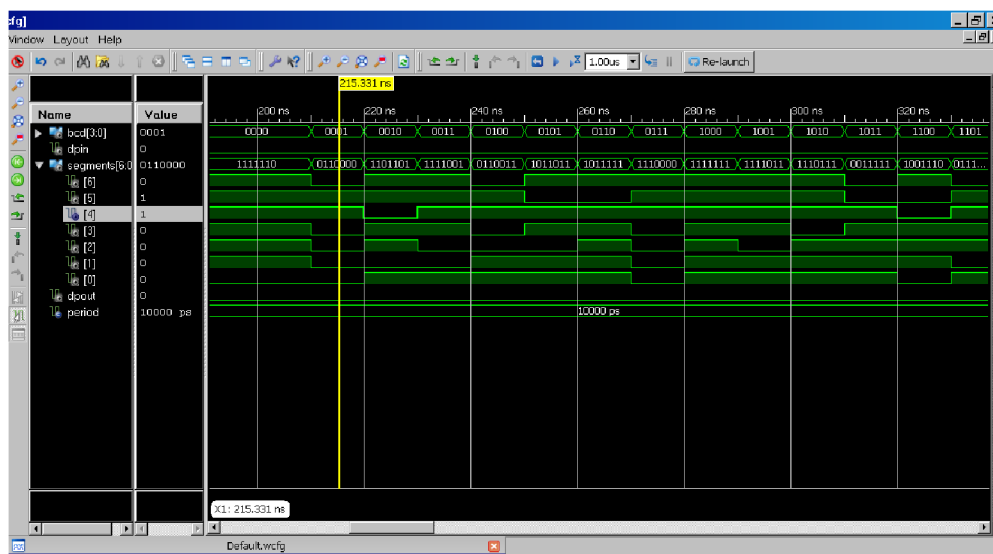 cfg]
Window Layout Help
1.00us Re-launch
215.331 ns
Name Value 200 ns 220 ns 240 ns 260 ns 280 ns 300 ns 320 ns
bcd[3:0] 0001 0000 0001 0010 0011 0100 0101 0110 0111 1000 1001 1010 1011 1100 1101
dpin 0
segments[6:0 0110000 1111110 0110000 1101101 1111001 0110011 1011011 1011111 1110000 1111111 1111011 1110111 0011111 1001110 0111...
[6] 0
[5] 1
[4] 1
[3] 0
[2] 0
[1] 0
[0] 0
dpout 0
period 10000 ps 10000 ps
X1: 215.331 ns
Default.wcfg